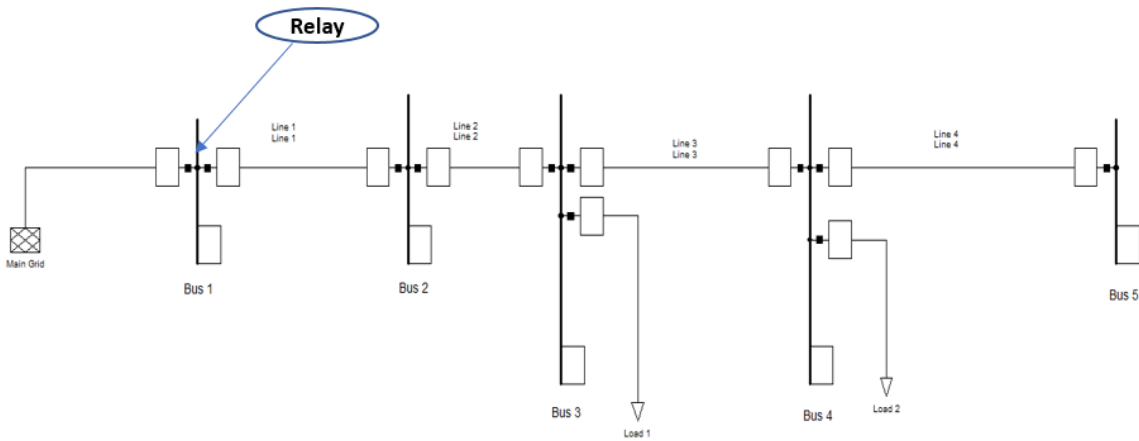 Relay
Line 1
Line 1
Line 2
Line 2
Line 3
Line 3
Line 4
Line 4
Main Grid
Bus 1
Bus 2
Bus 3
Bus 4
Bus 5
Load 1
Load 2